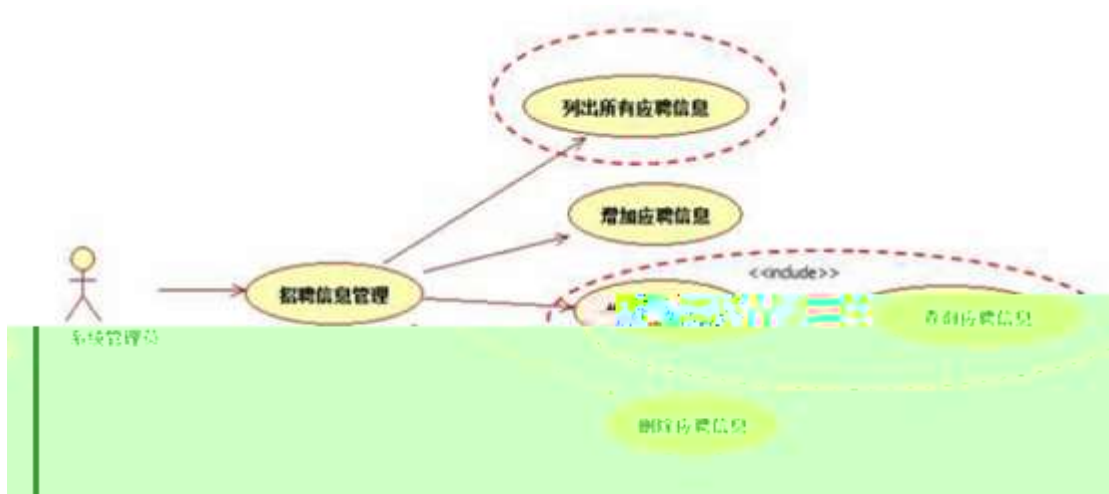 列出所有应聘信息
增加应聘信息
<<include>>
招聘信息管理
查询应聘信息
系统管理员
删除应聘信息